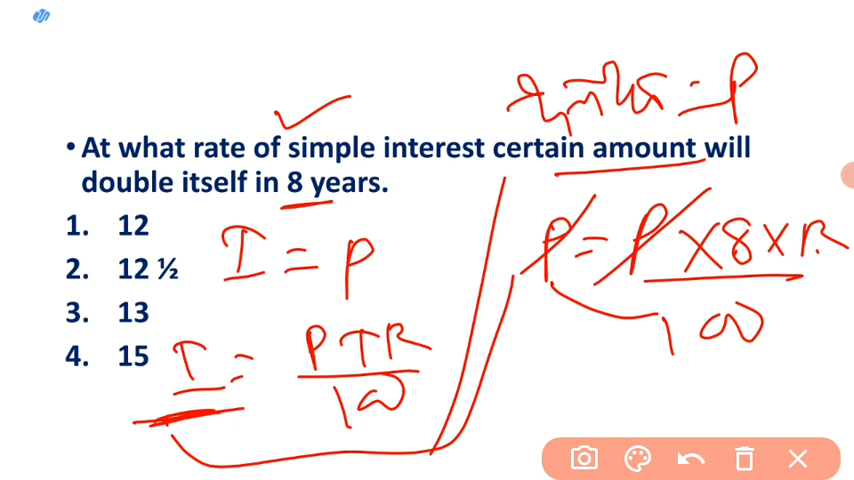 • At what rate of simple interest certain amount will
double itself in 8 years.
1. 12
2. 12 ½
3. 13
4. 15
= P
I = P
I = PTR
100
P = P × 8 × R
100